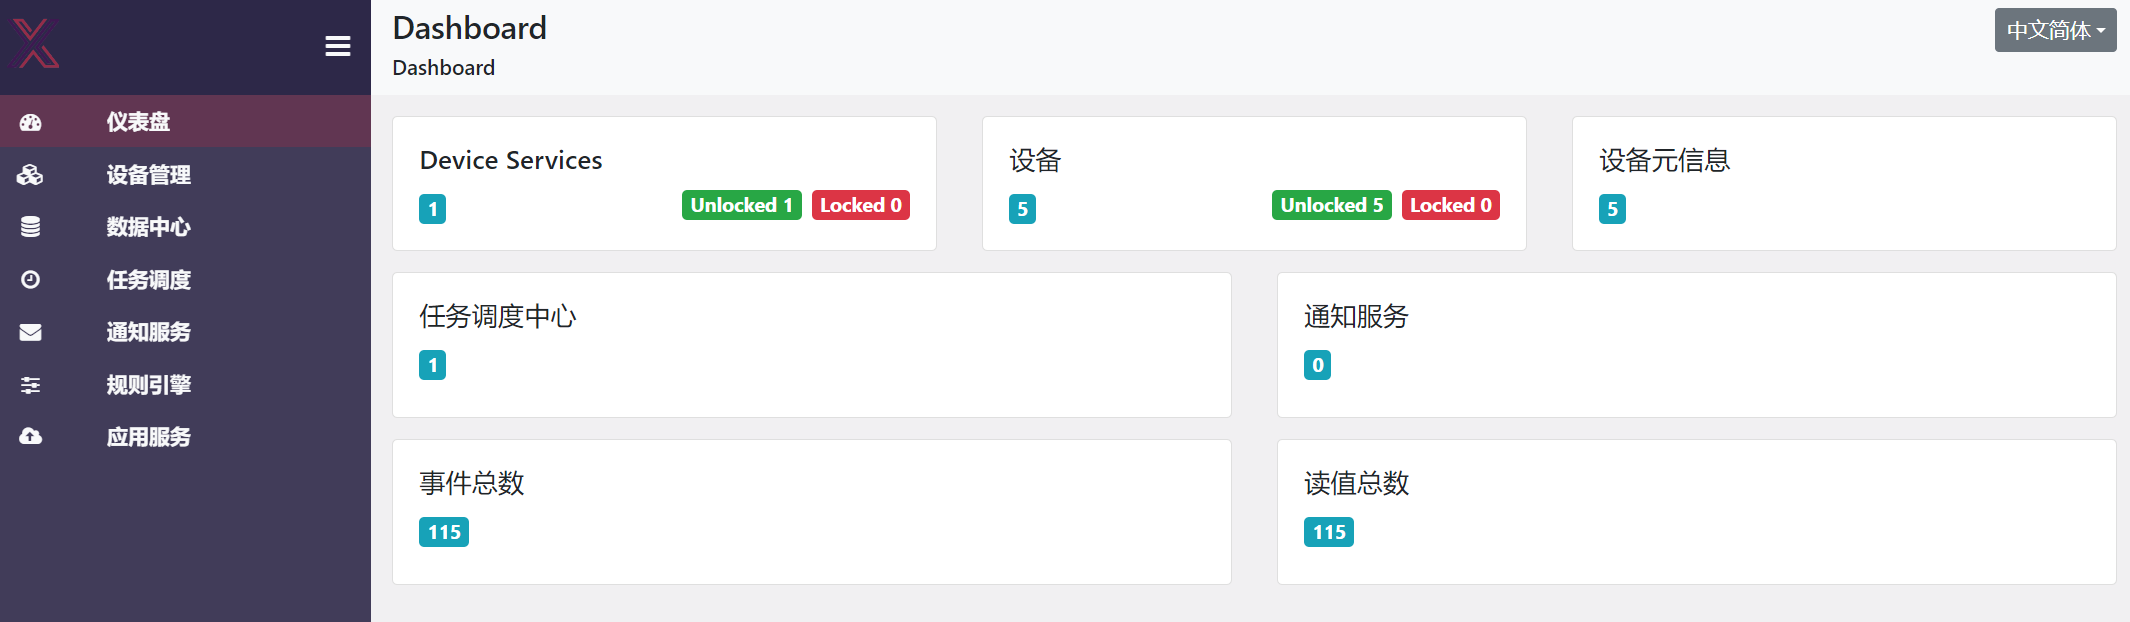 仪表盘
设备管理
数据中心
任务调度
通知服务
规则引擎
应用服务
Dashboard
Dashboard
中文简体
Device Services
1
Unlocked 1
Locked 0
设备
5
Unlocked 5
Locked 0
设备元信息
5
任务调度中心
1
通知服务
0
事件总数
115
读值总数
115